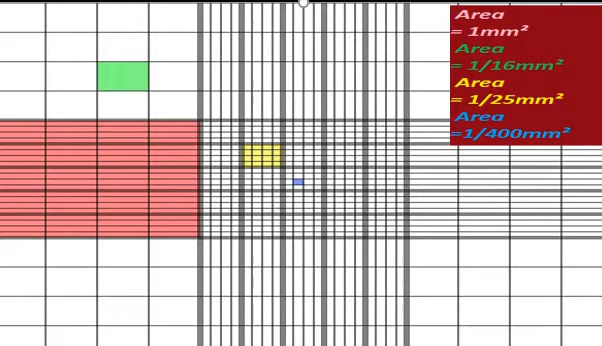 Area
= 1mm²
Area
= 1/16mm²
Area
= 1/25mm²
Area
=1/400mm²